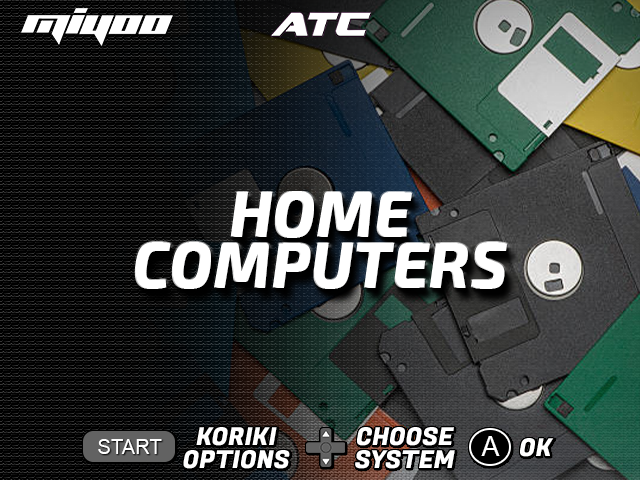 miyoo ATC
HOME
COMPUTERS
START KORIKI OPTIONS CHOOSE SYSTEM A OK